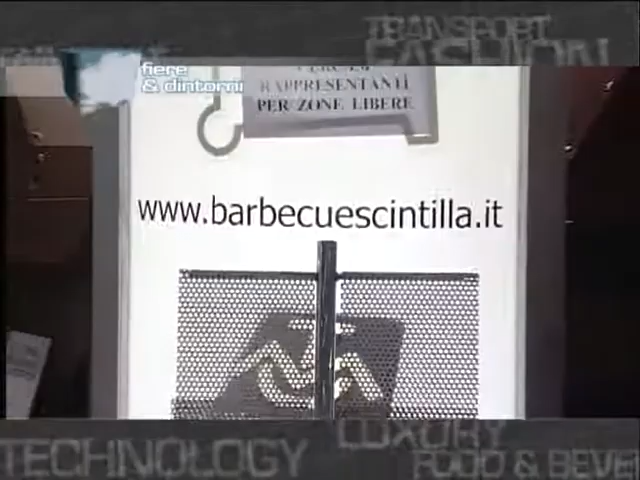 TRANSPORT
FASHION
fiere
& dintorni
RAPPRESENTANTI
PER ZONE LIBERE
www.barbecuescintilla.it
TECHNOLOGY
LUXURY
FOOD & BEVE